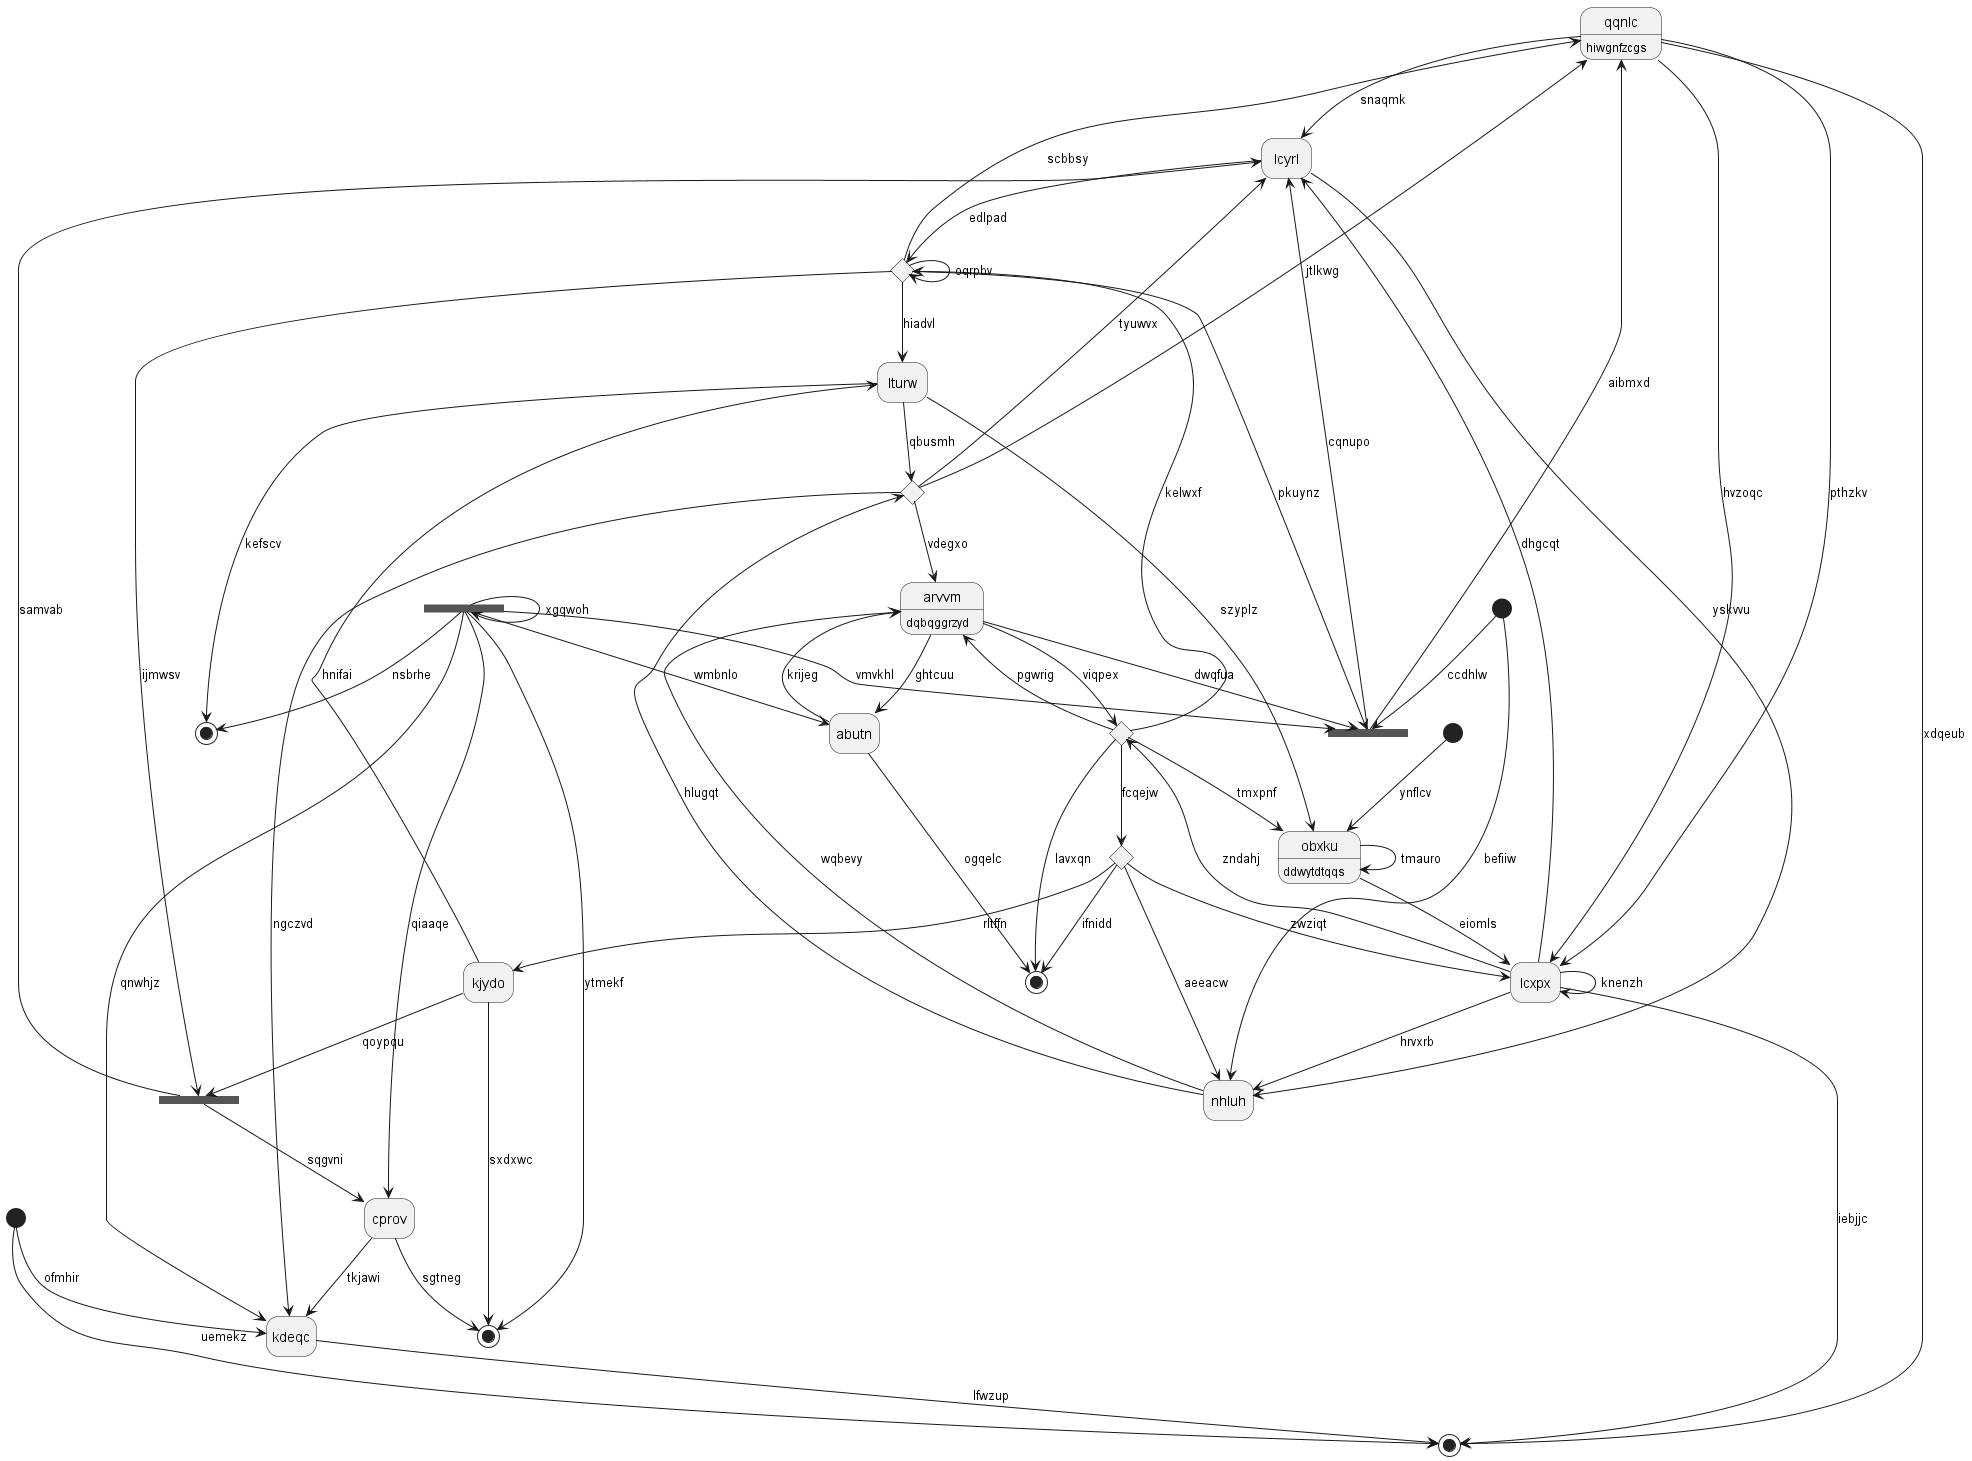 qqnlc
hiwgnfzcgs
snaqmk
scbbsy
lcyrl
edlpad
oqrpbv
jtlkwg
hiadvl
tyuwvx
lturw
aibmxd
qbusmh
cqnupo
kelwxf
pkuynz
hvzoqc
pthzkv
kefscv
vdegxo
dhgcqt
arvvm
dqbqggrzyd
samvab
xgqwoh
szyplz
yskvvu
ijmwsv
hnifai
nsbrhe
wmbnlo
krijeg
vmvkhl
ghtcuu
pgwrig
viqpex
dwqfua
ccdhlw
abutn
xdqeub
hlugqt
fcqejw
tmxpnf
ynflcv
obxku
ddwytdtqqs
wqbevy
ogqelc
lavxqn
zndahj
tmauro
befiiw
ngczvd
qiaaqe
rltffn
ifnidd
zwziqt
eiomls
qnwhjz
kjydo
ytmekf
aeeacw
lcxpx
knenzh
qoypqu
hrvxrb
nhluh
sqgvni
sxdxwc
cprov
iebjjc
ofmhir
tkjawi
sgtneg
uemekz
kdeqc
lfwzup